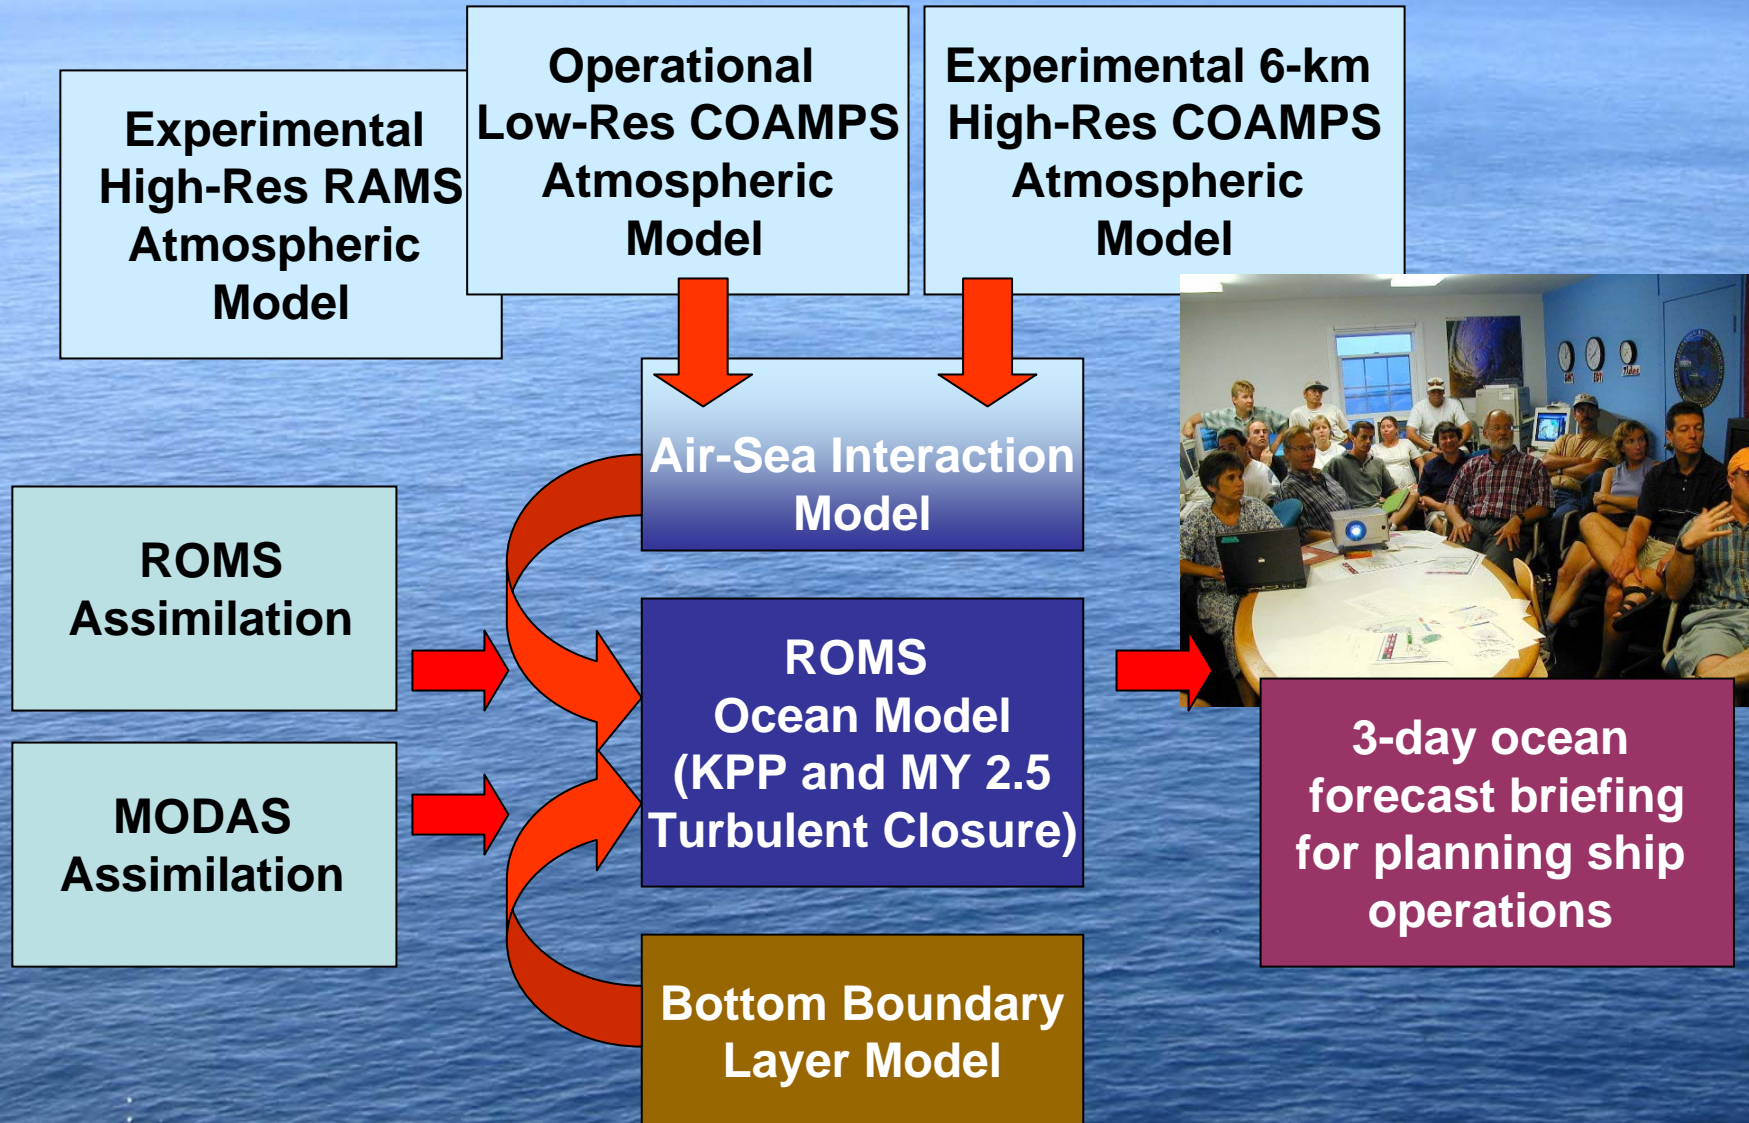 Experimental
High-Res RAMS
Atmospheric
Model
Operational
Low-Res COAMPS
Atmospheric
Model
Experimental 6-km
High-Res COAMPS
Atmospheric
Model
Air-Sea Interaction
Model
ROMS
Assimilation
MODAS
Assimilation
ROMS
Ocean Model
(KPP and MY 2.5
Turbulent Closure)
Bottom Boundary
Layer Model
GMT
EDT
3-day ocean
forecast briefing
for planning ship
operations